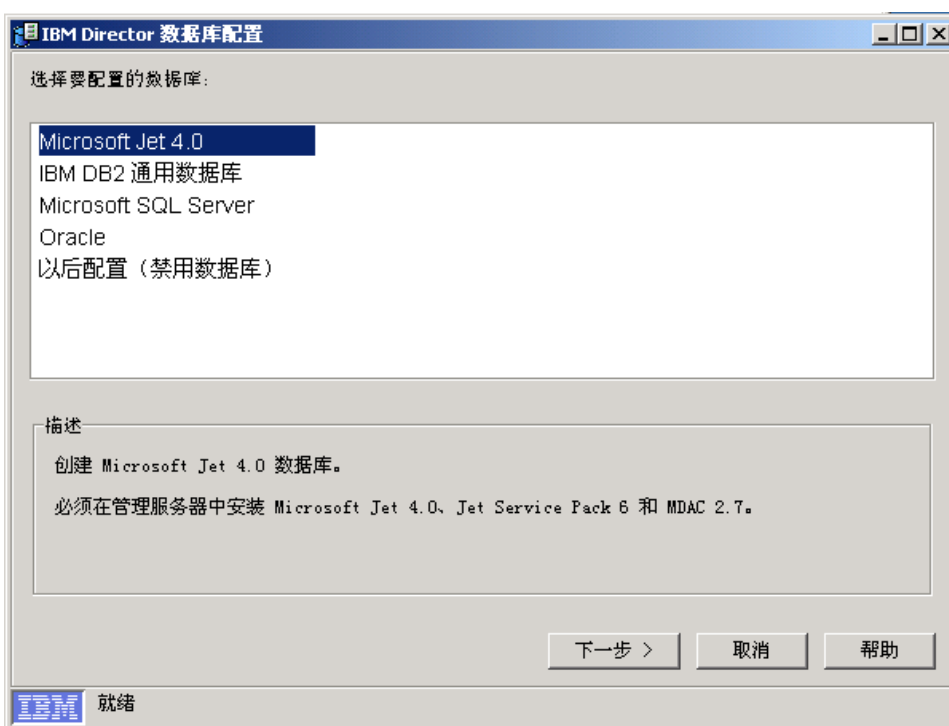 IBM Director 数据库配置
选择要配置的数据库:
Microsoft Jet 4.0
IBM DB2 通用数据库
Microsoft SQL Server
Oracle
以后配置（禁用数据库）
描述
创建 Microsoft Jet 4.0 数据库。
必须在管理服务器中安装 Microsoft Jet 4.0、Jet Service Pack 6 和 MDAC 2.7。
下一步 > 取消 帮助
IBM 就绪